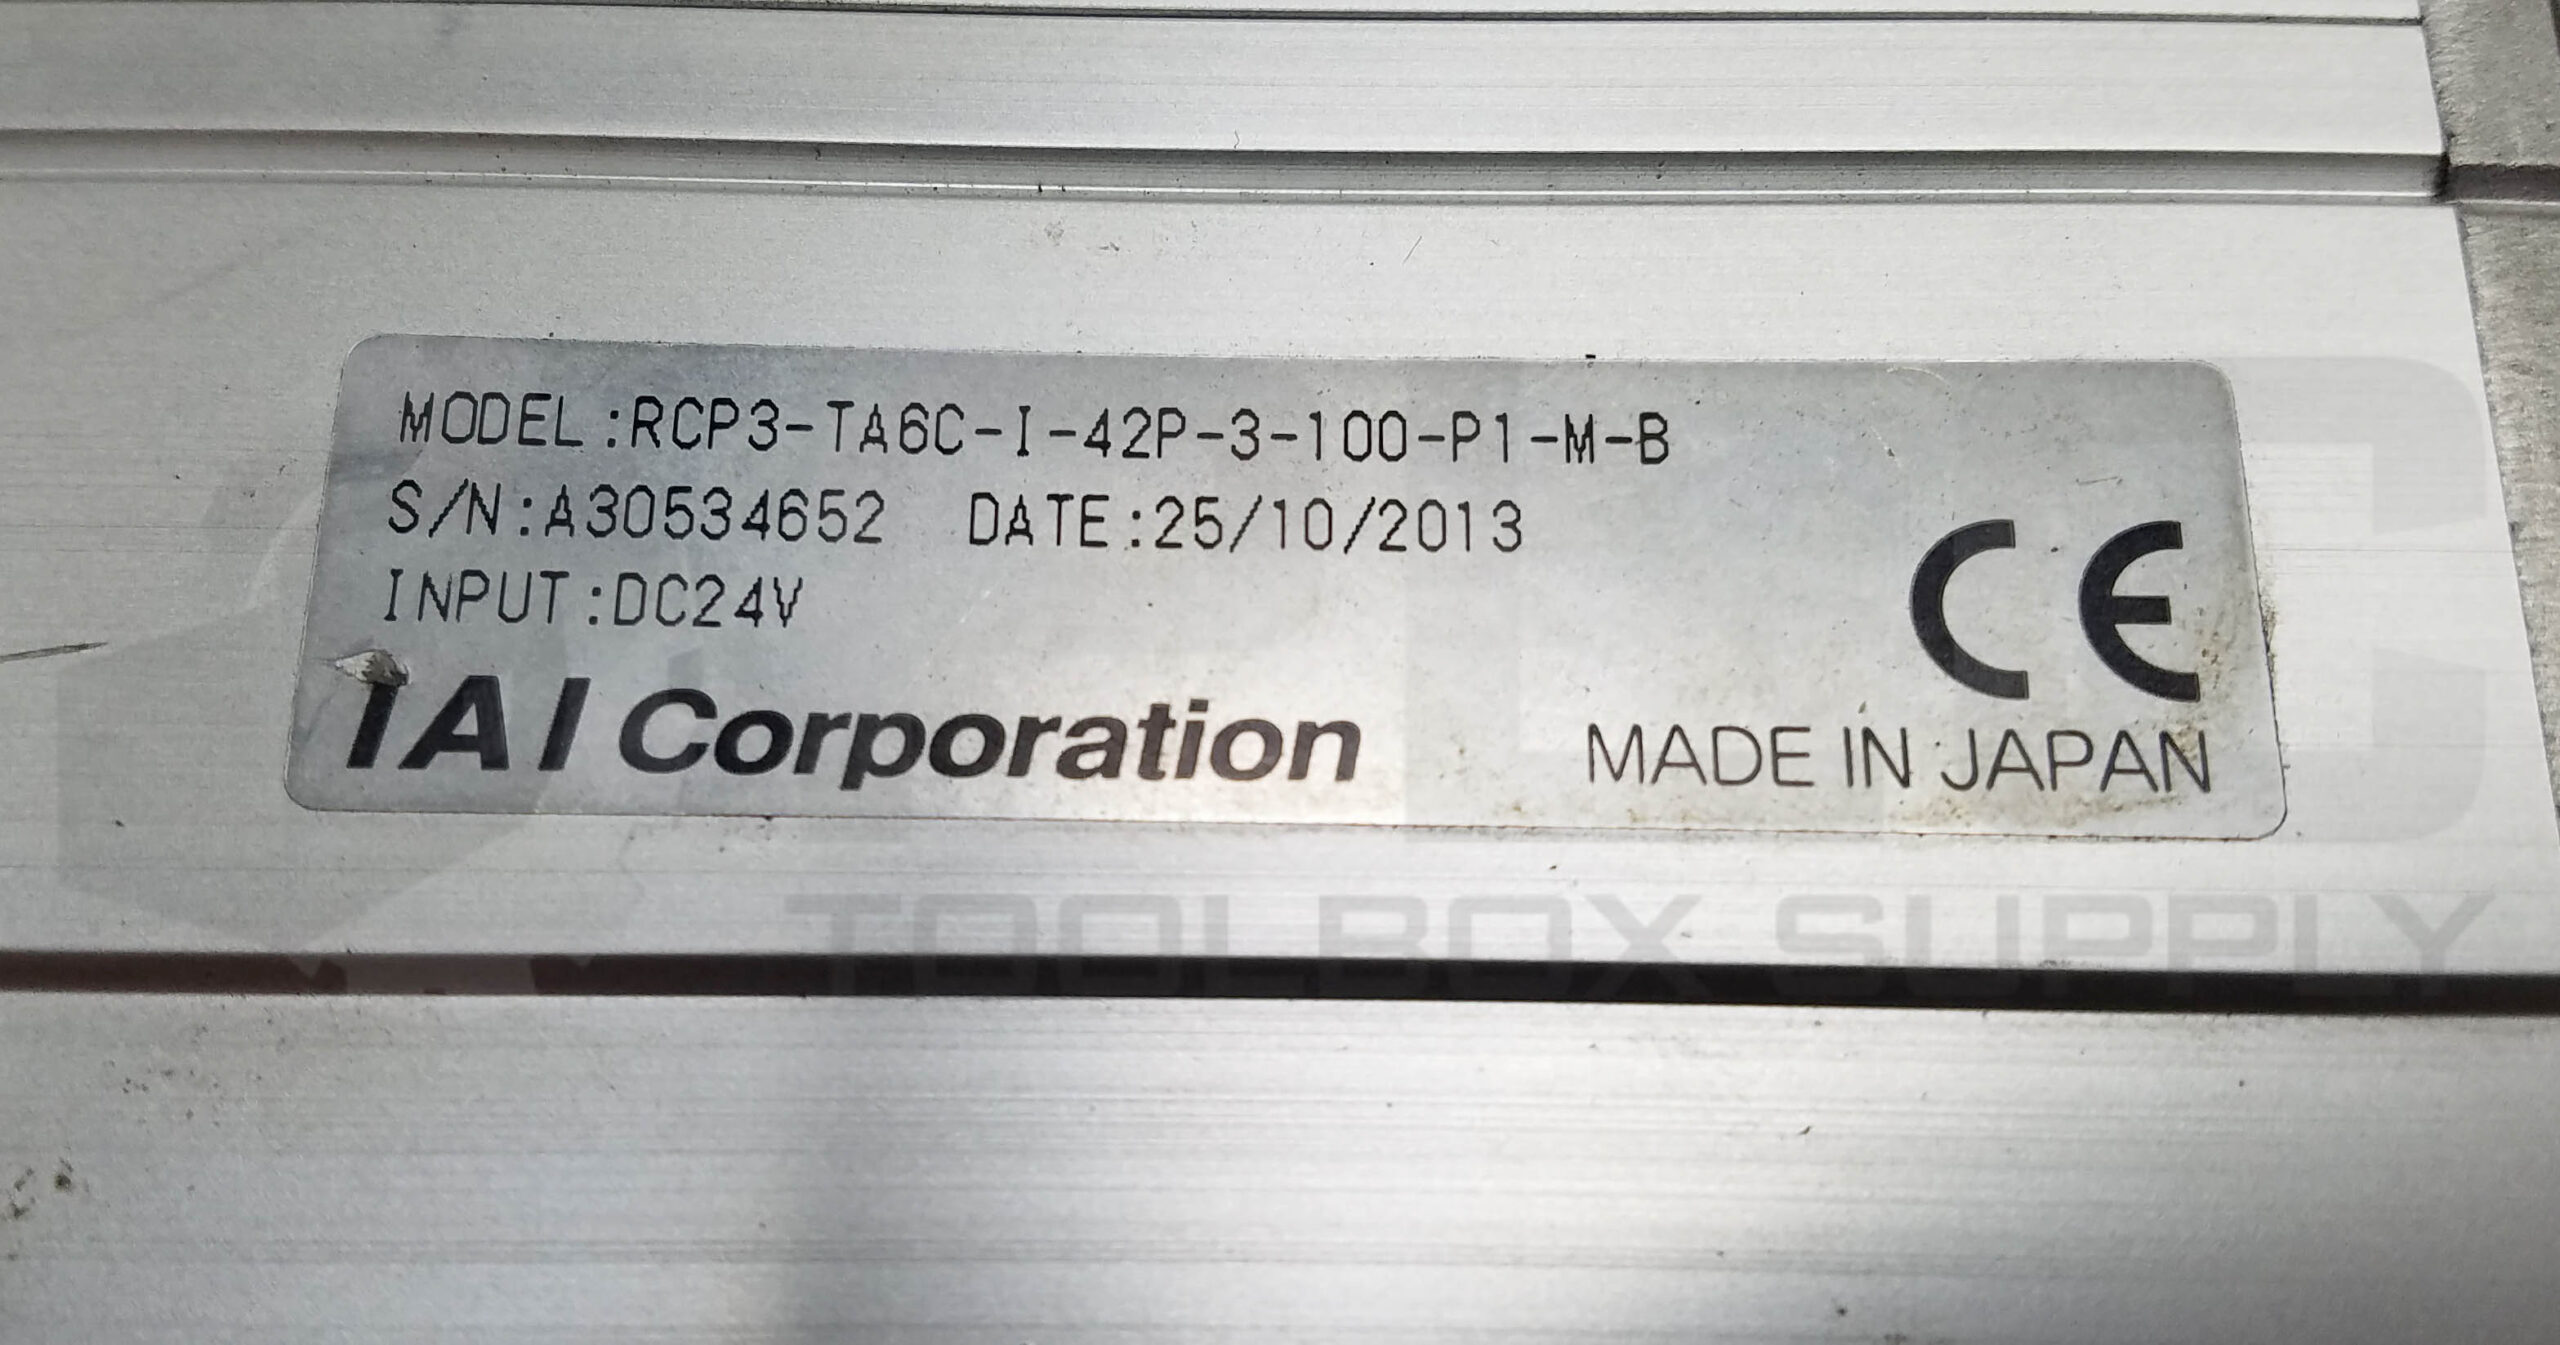 MODEL:RCP3-TA6C-I-42P-3-100-P1-M-B
S/N:A30534652 DATE:25/10/2013
INPUT:DC24V
CE
IAI Corporation
MADE IN JAPAN
TOOLBOX SUPPLY